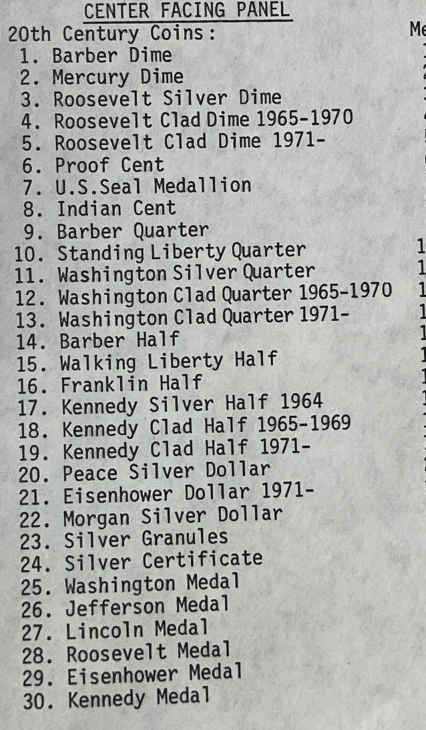 CENTER FACING PANEL
20th Century Coins: Me
1. Barber Dime
2. Mercury Dime
3. Roosevelt Silver Dime
4. Roosevelt Clad Dime 1965-1970
5. Roosevelt Clad Dime 1971-
6. Proof Cent
7. U.S.Seal Medallion
8. Indian Cent
9. Barber Quarter
10. Standing Liberty Quarter
11. Washington Silver Quarter
12. Washington Clad Quarter 1965-1970
13. Washington Clad Quarter 1971-
14. Barber Half
15. Walking Liberty Half
16. Franklin Half
17. Kennedy Silver Half 1964
18. Kennedy Clad Half 1965-1969
19. Kennedy Clad Half 1971-
20. Peace Silver Dollar
21. Eisenhower Dollar 1971-
22. Morgan Silver Dollar
23. Silver Granules
24. Silver Certificate
25. Washington Medal
26. Jefferson Medal
27. Lincoln Medal
28. Roosevelt Medal
29. Eisenhower Medal
30. Kennedy Medal